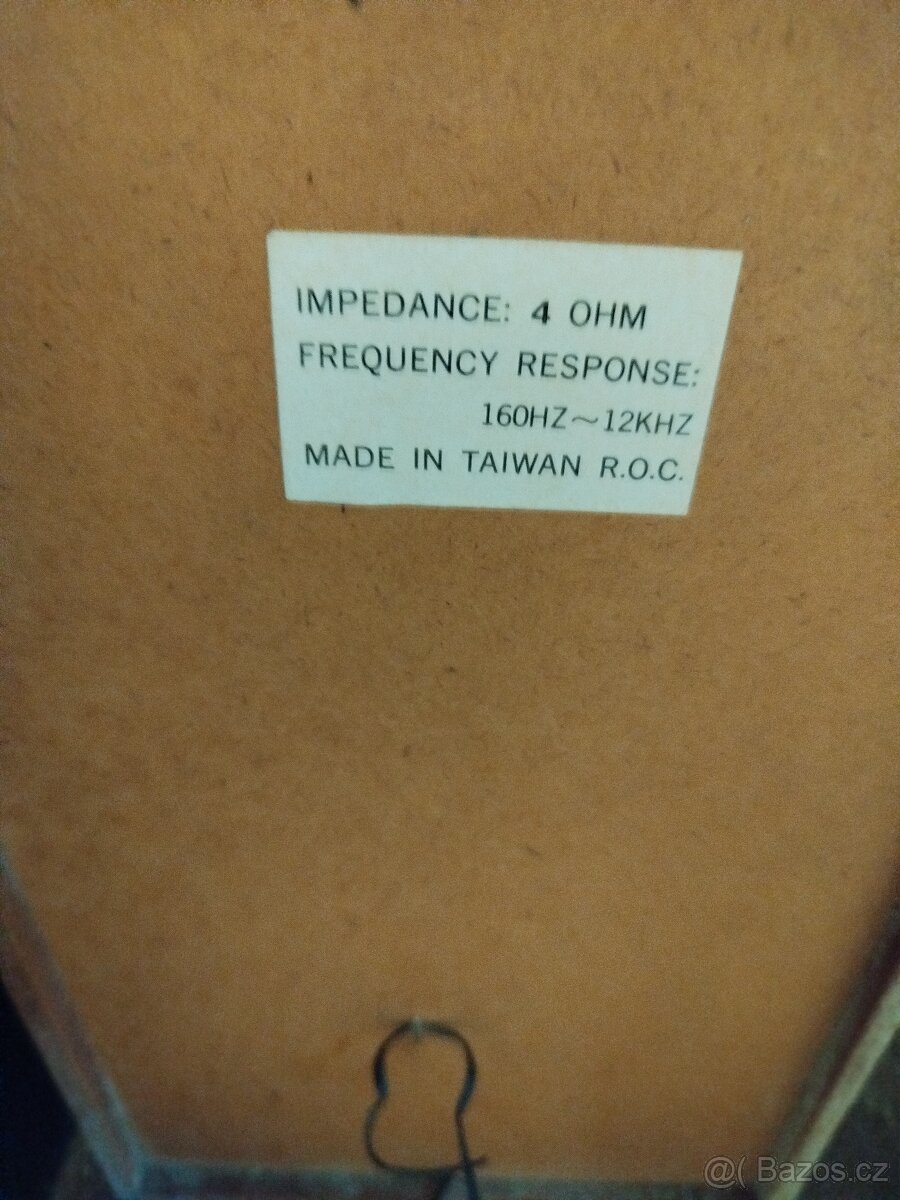 IMPEDANCE: 4 OHM
FREQUENCY RESPONSE:
160HZ~12KHZ
MADE IN TAIWAN R.O.C.
@( Bazos.cz